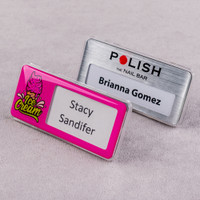 POLISH
THE NAIL BAR
Brianna Gomez
Ice
Cream
Stacy
Sandifer